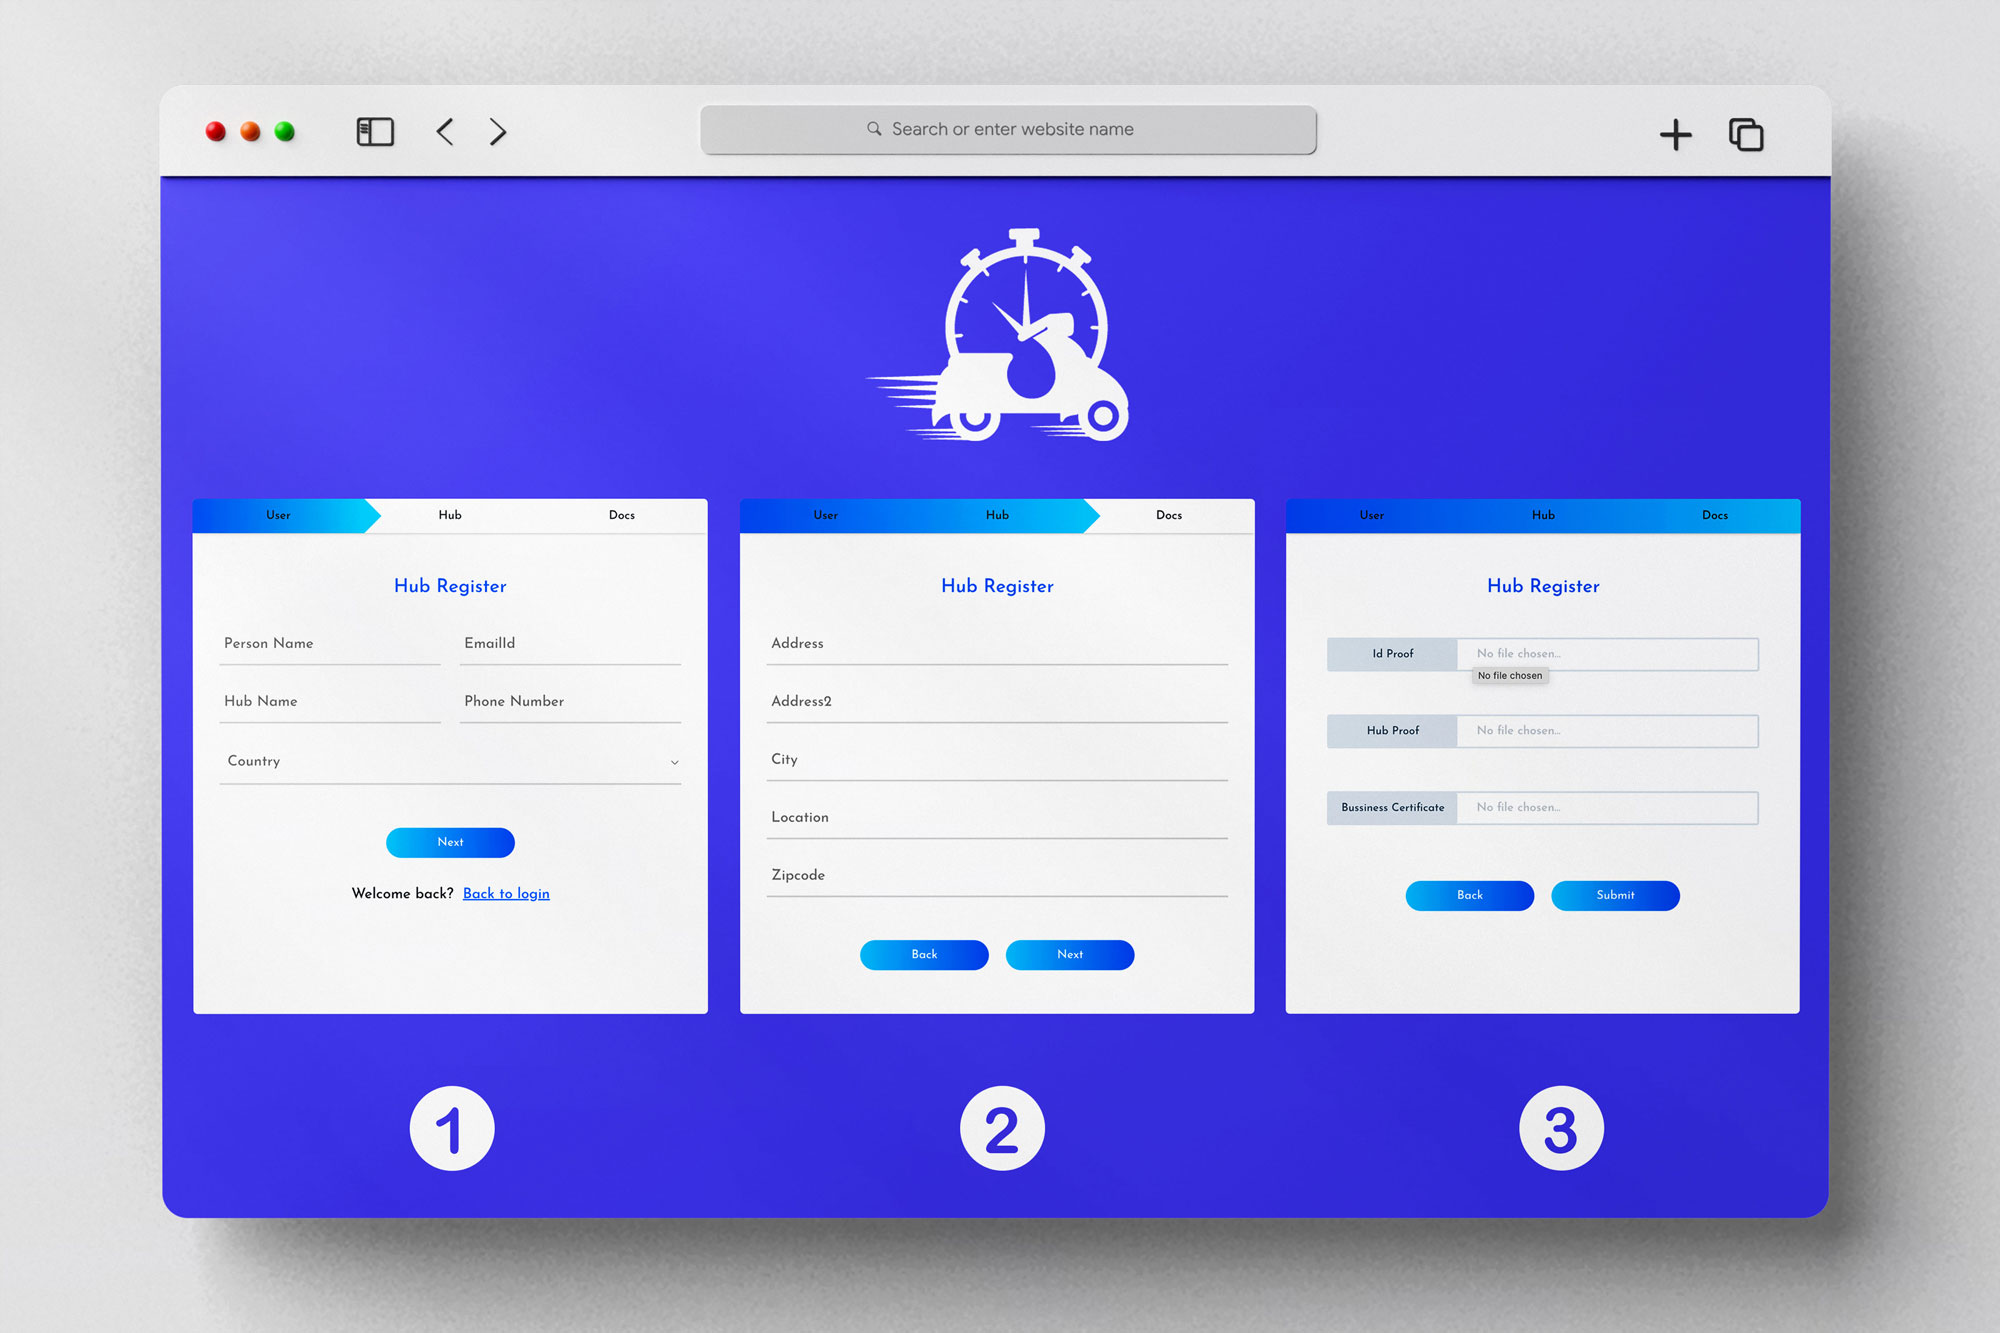 Search or enter website name
User Hub Docs
Hub Register
Person Name EmailId
Hub Name Phone Number
Country
Next
Welcome back? Back to login
1
User Hub Docs
Hub Register
Address
Address2
City
Location
Zipcode
Back Next
2
User Hub Docs
Hub Register
Id Proof No file chosen...
No file chosen
Hub Proof No file chosen...
Bussiness Certificate No file chosen...
Back Submit
3